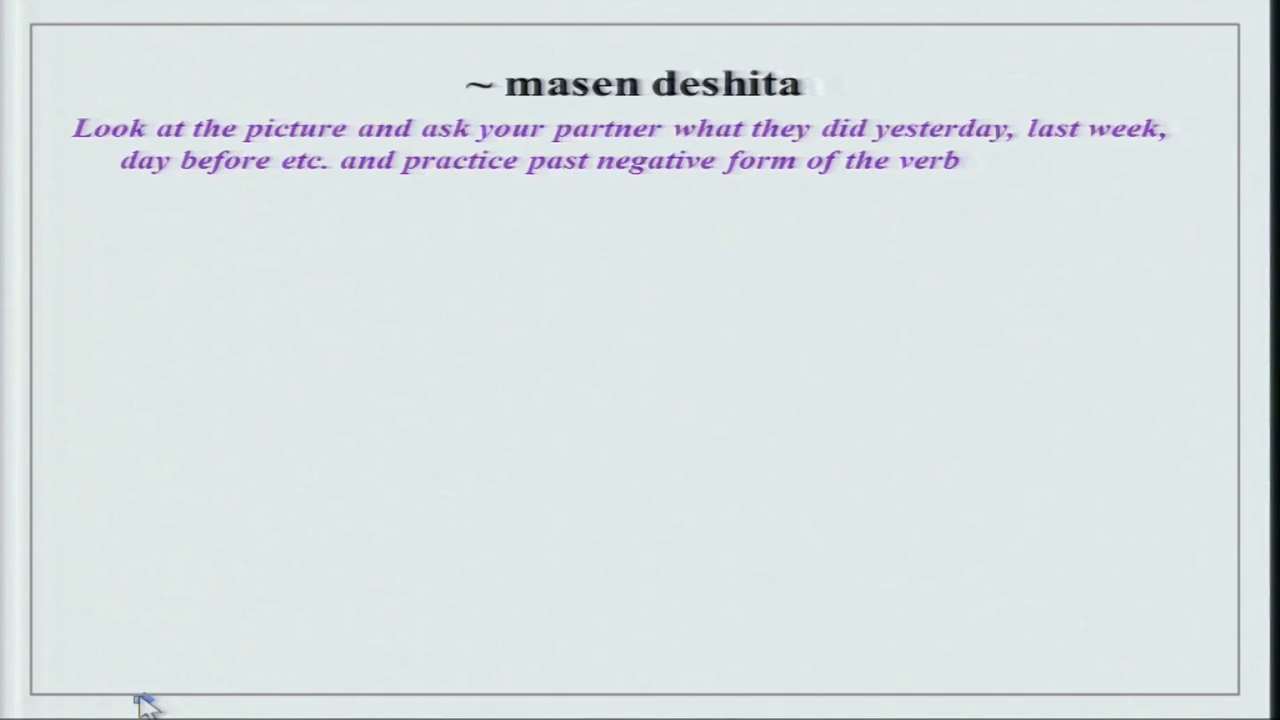 ~ masen deshita
Look at the picture and ask your partner what they did yesterday, last week,
day before etc. and practice past negative form of the verb